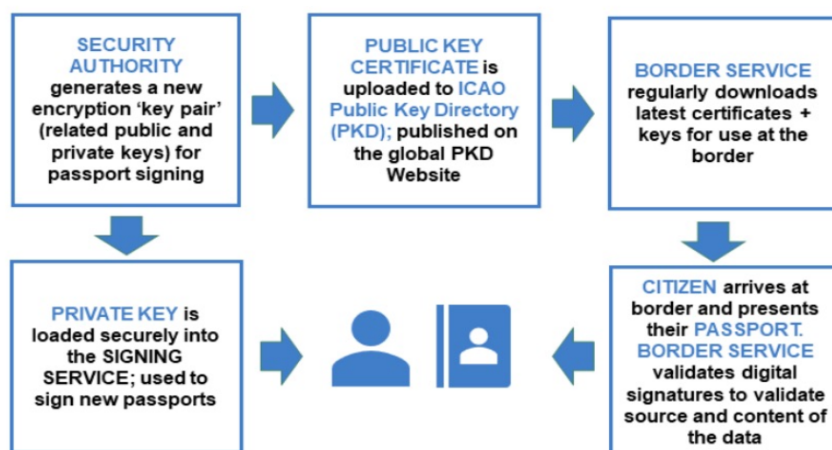 SECURITY
AUTHORITY
generates a new
encryption ‘key pair’
(related public and
private keys) for
passport signing
PUBLIC KEY
CERTIFICATE is
uploaded to ICAO
Public Key Directory
(PKD); published on
the global PKD
Website
BORDER SERVICE
regularly downloads
latest certificates +
keys for use at the
border
PRIVATE KEY is
loaded securely into
the SIGNING
SERVICE; used to
sign new passports
CITIZEN arrives at
border and presents
their PASSPORT.
BORDER SERVICE
validates digital
signatures to validate
source and content of
the data